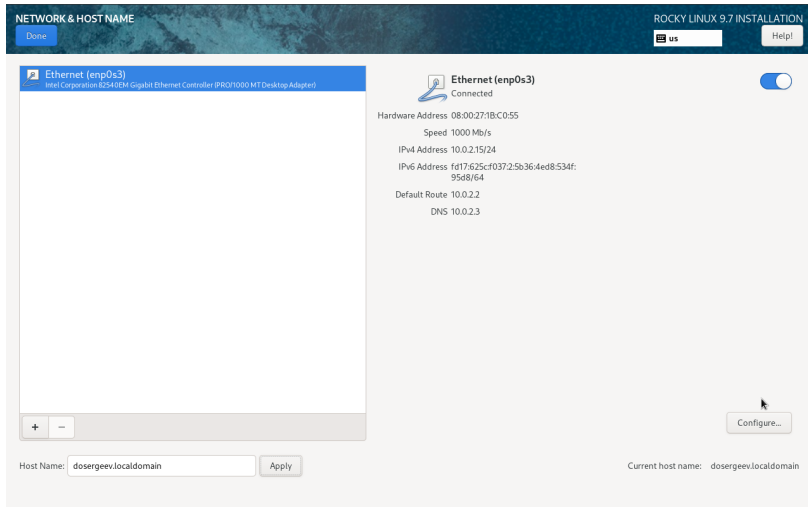 NETWORK & HOST NAME
ROCKY LINUX 9.7 INSTALLATION
Done
us
Help!
Ethernet (enp0s3)
Intel Corporation 82540EM Gigabit Ethernet Controller (PRO/1000 MT Desktop Adapter)
Ethernet (enp0s3)
Connected
Hardware Address 08:00:27:1B:C0:55
Speed 1000 Mb/s
IPv4 Address 10.0.2.15/24
IPv6 Address fd17:625c:f037:2:5b36:4ed8:534f:
95d8/64
Default Route 10.0.2.2
DNS 10.0.2.3
+ −
Configure...
Host Name: dosergeev.localdomain Apply
Current host name: dosergeev.localdomain